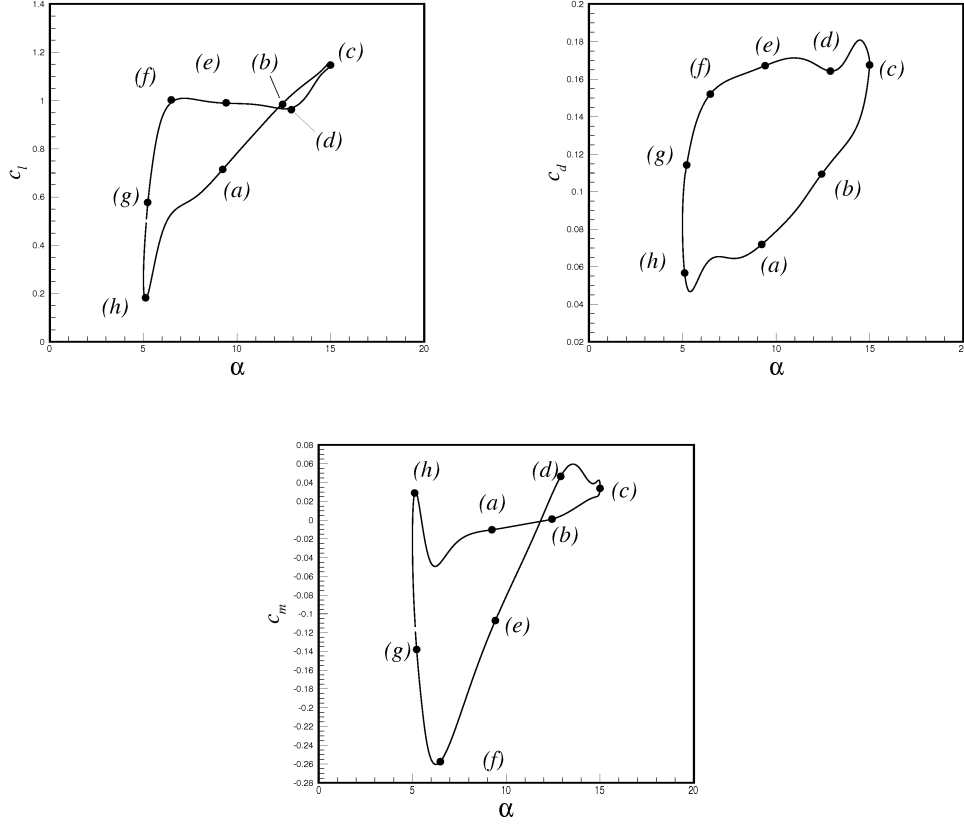 1.4
1.2
1
0.8
0.6
0.4
0.2
0
0 5 10 15 20
c_l
α
(a)
(b)
(c)
(d)
(e)
(f)
(g)
(h)
0.2
0.18
0.16
0.14
0.12
0.1
0.08
0.06
0.04
0.02
0 5 10 15 20
c_d
α
(a)
(b)
(c)
(d)
(e)
(f)
(g)
(h)
0.08
0.06
0.04
0.02
0
-0.02
-0.04
-0.06
-0.08
-0.1
-0.12
-0.14
-0.16
-0.18
-0.2
-0.22
-0.24
-0.26
-0.28
0 5 10 15 20
c_m
α
(a)
(b)
(c)
(d)
(e)
(f)
(g)
(h)